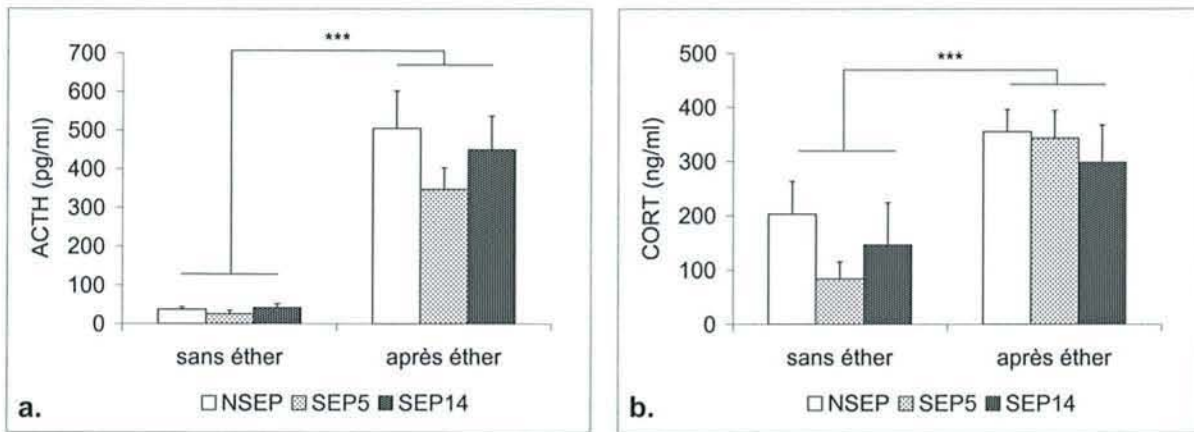 ***
700
600
500
400
300
200
100
0
ACTH (pg/ml)
sans éther
après éther
NSEP SEP5 SEP14
a.
***
500
400
300
200
100
0
CORT (ng/ml)
sans éther
après éther
NSEP SEP5 SEP14
b.